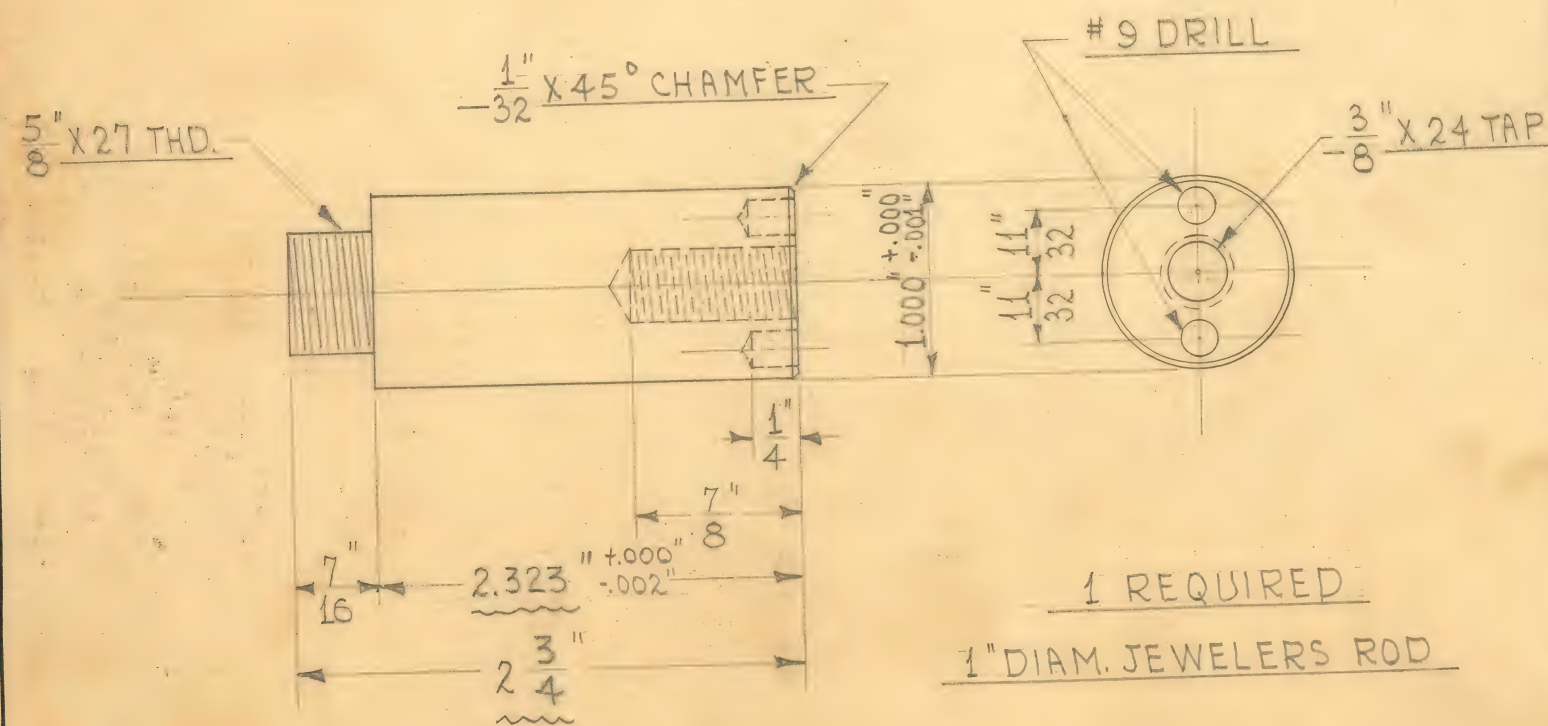 # 9 DRILL
1/32" X 45° CHAMFER
5/8" X 27 THD.
3/8" X 24 TAP
1.000" +.000" -.001"
11/32"
11/32"
1/4"
7/8"
7/16"
2.323" +.000" -.002"
2 3/4"
1 REQUIRED
1" DIAM. JEWELERS ROD